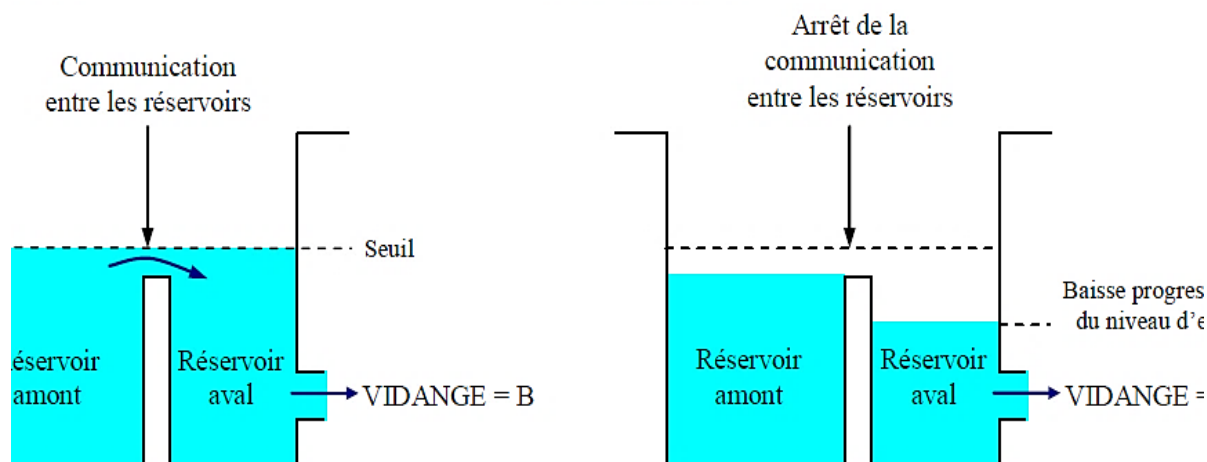 Communication
entre les réservoirs
Seuil
éservoir
amont
Réservoir
aval
VIDANGE = B
Arrêt de la
communication
entre les réservoirs
Baisse progres
du niveau d'e
Réservoir
amont
Réservoir
aval
VIDANGE =